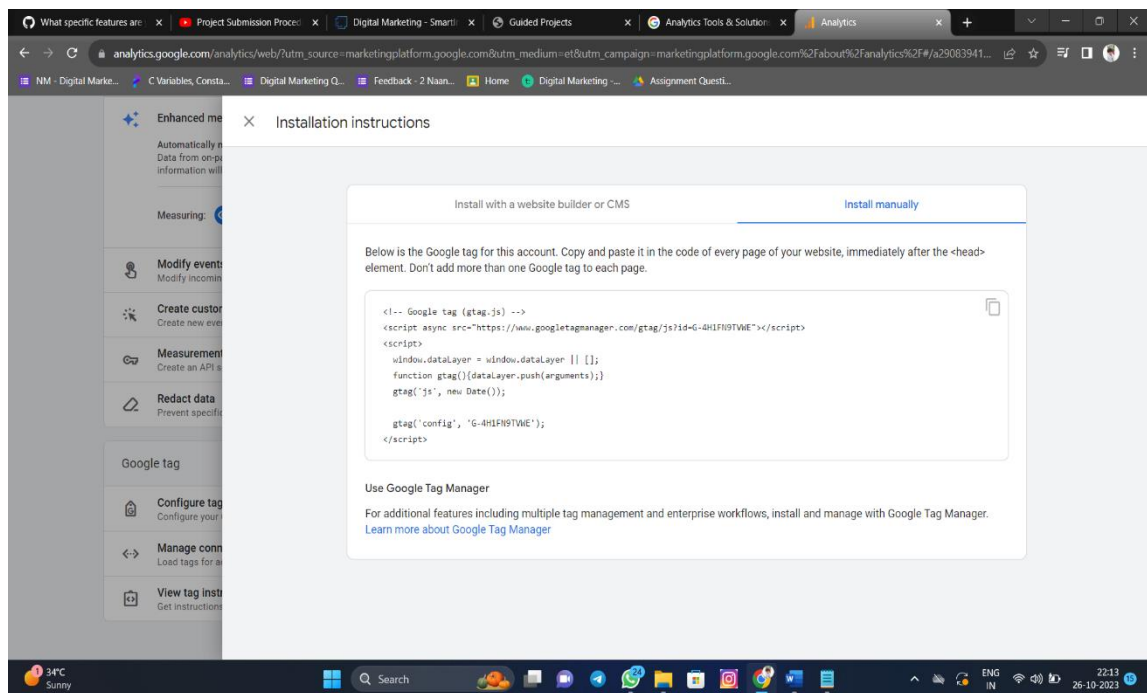 What specific features are
Project Submission Proced
Digital Marketing - Smartin
Guided Projects
Analytics Tools & Solution
Analytics
analytics.google.com/analytics/web/?utm_source=marketingplatform.google.com&utm_medium=et&utm_campaign=marketingplatform.google.com%2Fabout%2Fanalytics%2F#/a29083941...
NM - Digital Marke...
C Variables, Consta...
Digital Marketing Q...
Feedback - 2 Naan...
Home
Digital Marketing -...
Assignment Questi...
Enhanced me
Automatically n
Data from on-pa
information will
Measuring:
Modify events
Modify incomin
Create custom
Create new eve
Measurement
Create an API s
Redact data
Prevent specific
Google tag
Configure tag
Configure your
Manage conn
Load tags for a
View tag instr
Get instructions
Installation instructions
Install with a website builder or CMS
Install manually
Below is the Google tag for this account. Copy and paste it in the code of every page of your website, immediately after the <head>
element. Don't add more than one Google tag to each page.
<!-- Google tag (gtag.js) -->
<script async src="https://www.googletagmanager.com/gtag/js?id=G-4H1FN9TVWE"></script>
<script>
window.dataLayer = window.dataLayer || [];
function gtag(){dataLayer.push(arguments);}
gtag('js', new Date());
gtag('config', 'G-4H1FN9TVWE');
</script>
Use Google Tag Manager
For additional features including multiple tag management and enterprise workflows, install and manage with Google Tag Manager.
Learn more about Google Tag Manager
1
34°C
Sunny
Search
24
ENG
IN
22:13
26-10-2023
15